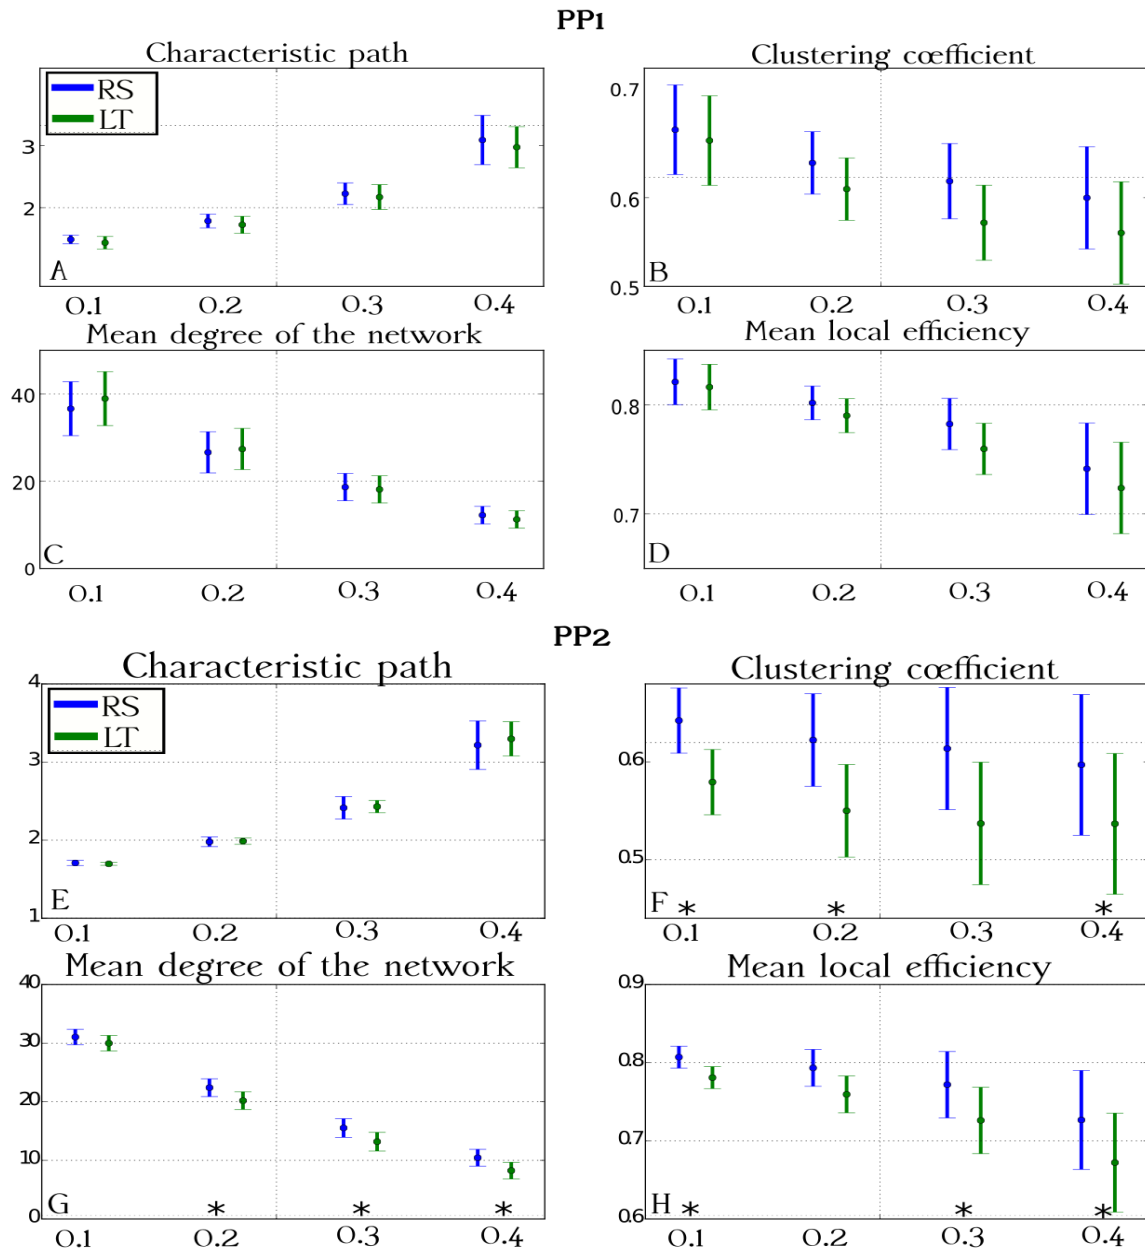 PP1
Characteristic path
RS
LT
3
2
A
0.1 0.2 0.3 0.4
Clustering cœfficient
0.7
0.6
0.5
B
0.1 0.2 0.3 0.4
Mean degree of the network
40
20
0
C
0.1 0.2 0.3 0.4
Mean local efficiency
0.8
0.7
D
0.1 0.2 0.3 0.4
PP2
Characteristic path
4
RS
LT
3
2
1
E
0.1 0.2 0.3 0.4
Clustering cœfficient
0.6
0.5
F * * *
0.1 0.2 0.3 0.4
Mean degree of the network
40
30
20
10
0
G * * *
0.1 0.2 0.3 0.4
Mean local efficiency
0.9
0.8
0.7
0.6
H * * *
0.1 0.2 0.3 0.4